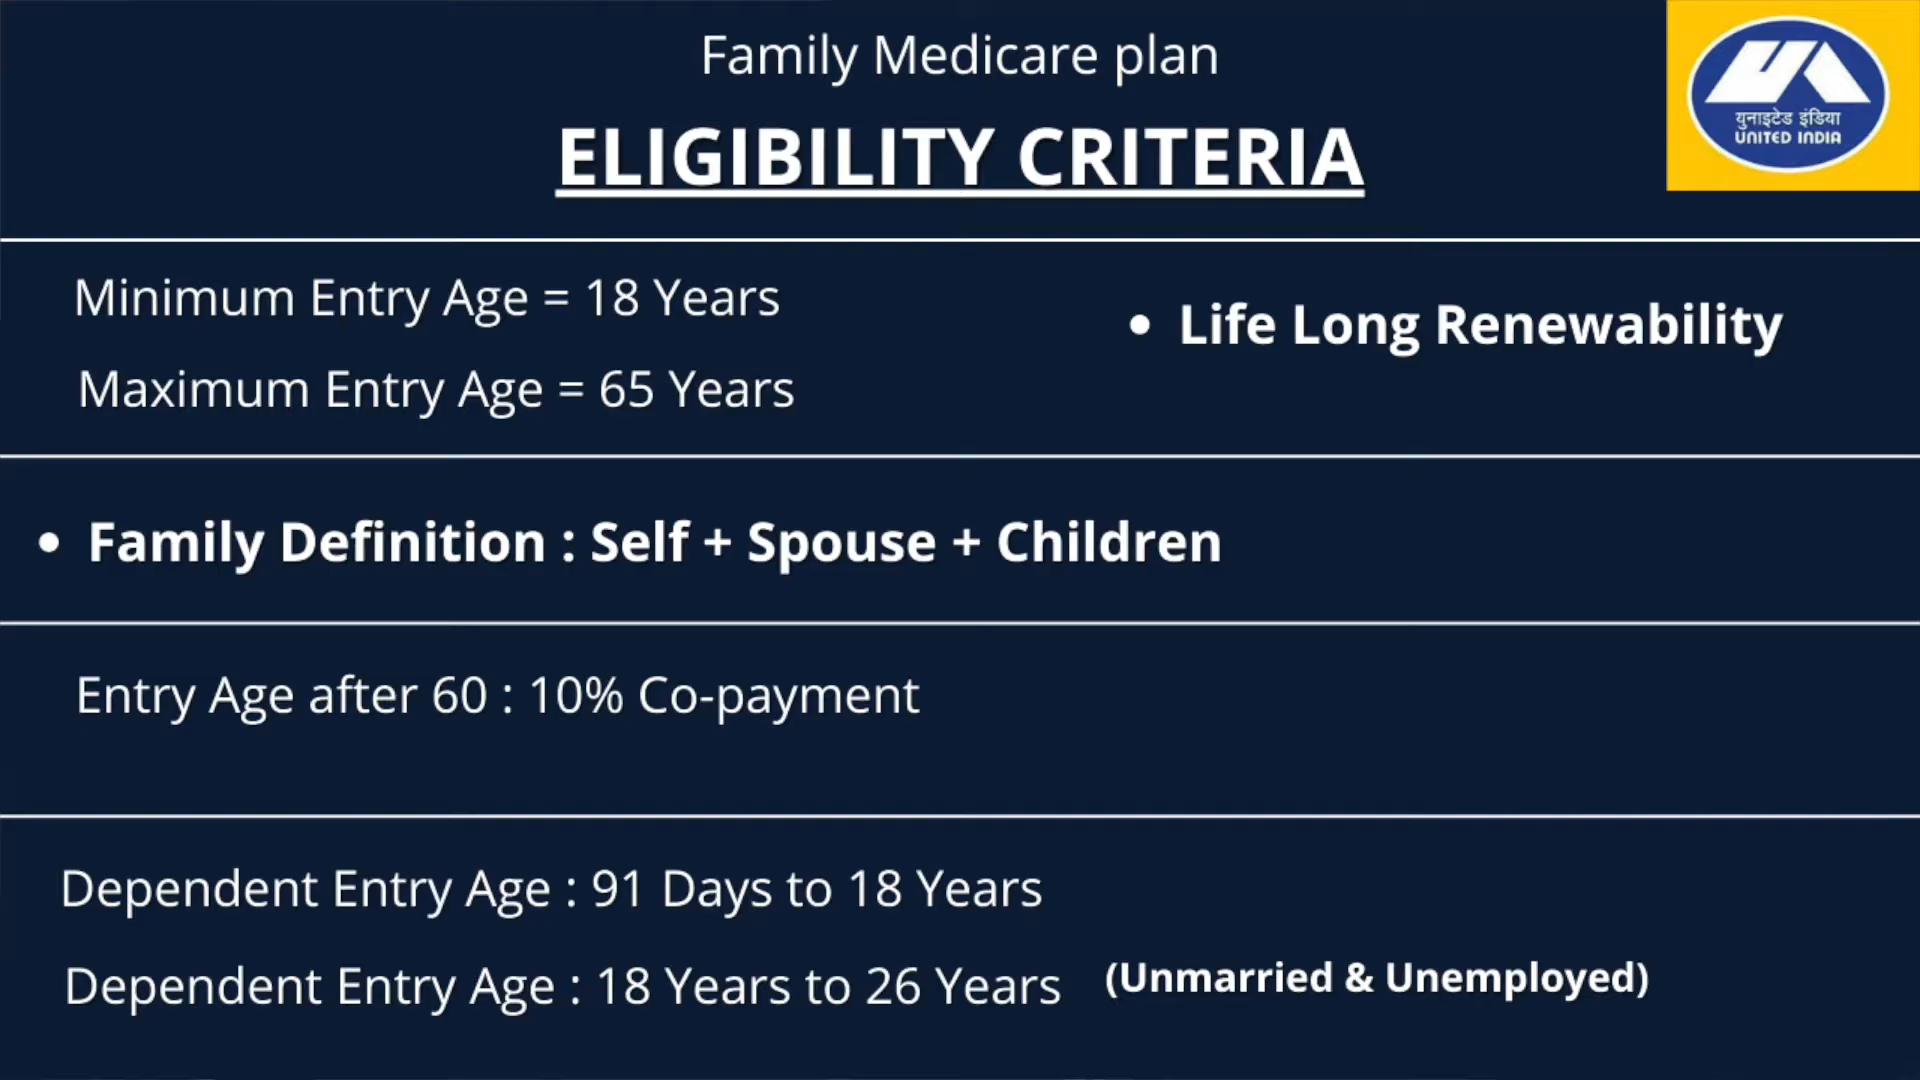 Family Medicare plan
ELIGIBILITY CRITERIA
युनाइटेड इंडिया
UNITED INDIA
Minimum Entry Age = 18 Years
Maximum Entry Age = 65 Years
• Life Long Renewability
• Family Definition : Self + Spouse + Children
Entry Age after 60 : 10% Co-payment
Dependent Entry Age : 91 Days to 18 Years
Dependent Entry Age : 18 Years to 26 Years (Unmarried & Unemployed)